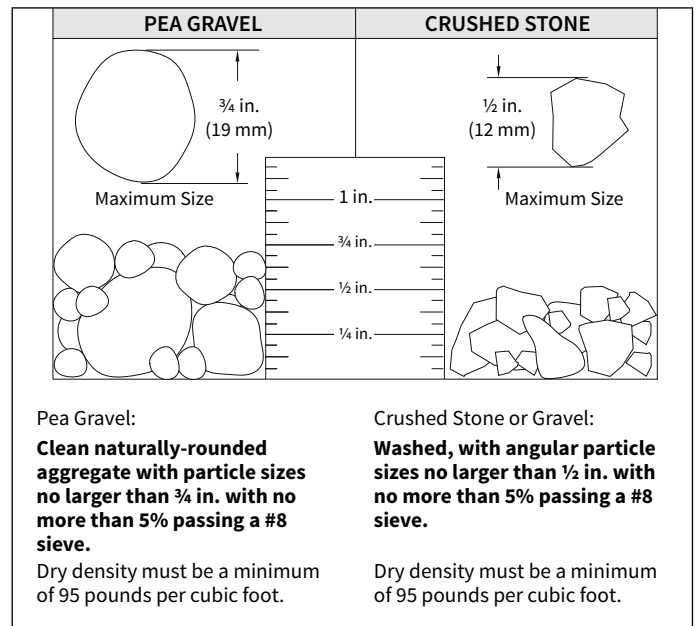 PEA GRAVEL
CRUSHED STONE
¾ in.
(19 mm)
Maximum Size
½ in.
(12 mm)
Maximum Size
1 in.
¾ in.
½ in.
¼ in.
Pea Gravel:
Clean naturally-rounded
aggregate with particle sizes
no larger than ¾ in. with no
more than 5% passing a #8
sieve.
Dry density must be a minimum
of 95 pounds per cubic foot.
Crushed Stone or Gravel:
Washed, with angular particle
sizes no larger than ½ in. with
no more than 5% passing a #8
sieve.
Dry density must be a minimum
of 95 pounds per cubic foot.